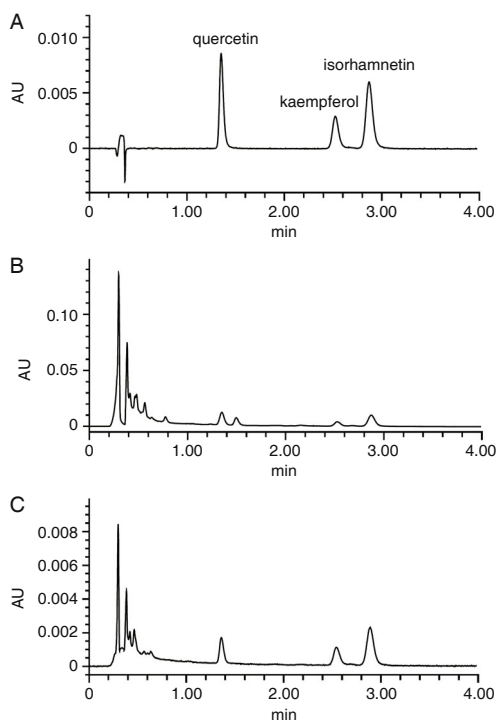 A
0.010
quercetin
isorhamnetin
AU
0.005
kaempferol
0
0 1.00 2.00 3.00 4.00
min
B
0.10
AU
0.05
0
0 1.00 2.00 3.00 4.00
min
C
0.008
0.006
AU
0.004
0.002
0
0 1.00 2.00 3.00 4.00
min